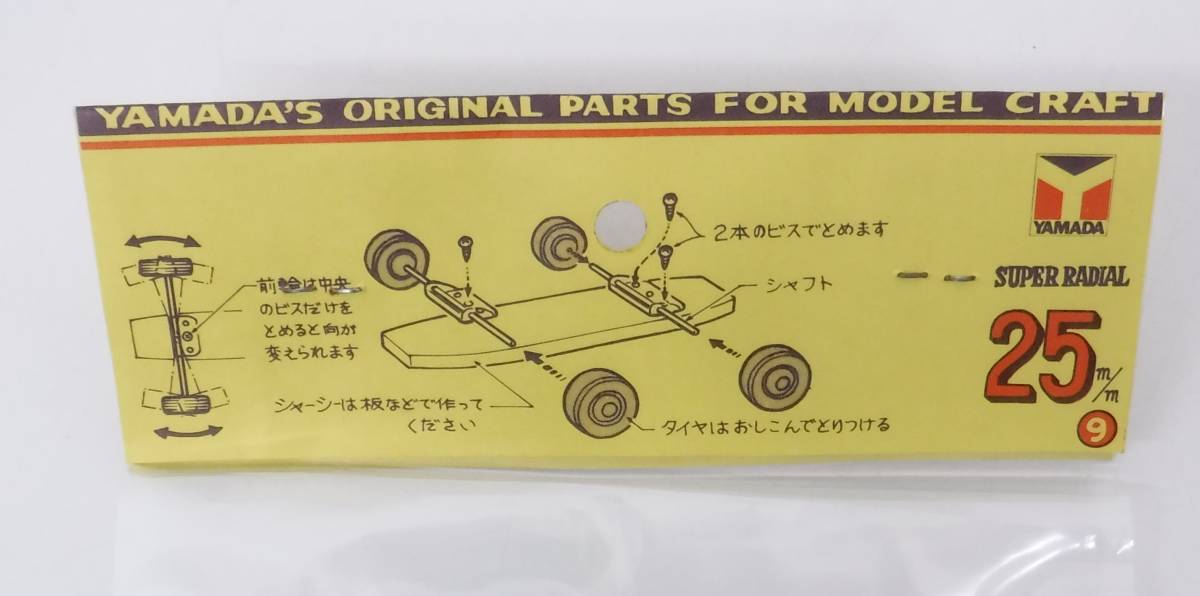 YAMADA'S ORIGINAL PARTS FOR MODEL CRAFT
YAMADA
2本のビスでとめます
シャフト
前輪は中央
のビスだけを
とめると向が
変えられます
シャーシーは板などで作って
ください
タイヤはおしこんでとりつける
SUPER RADIAL
25m/m
9